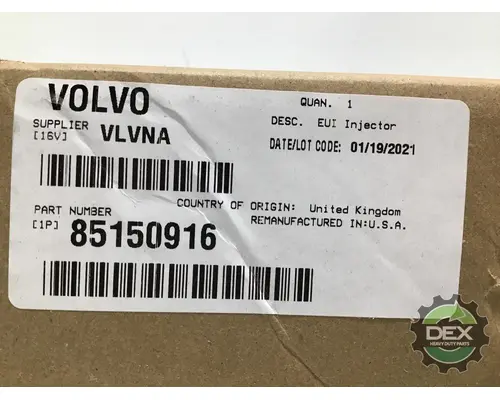 VOLVO
QUAN. 1
SUPPLIER
[16V] VLVNA
DESC. EUI Injector
DATE/LOT CODE: 01/19/2021
COUNTRY OF ORIGIN: United Kingdom
REMANUFACTURED IN:U.S.A.
PART NUMBER
[1P] 85150916
DEX
HEAVY DUTY PARTS